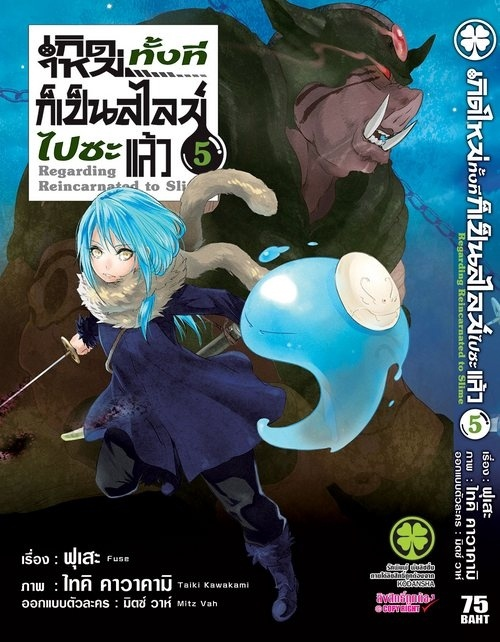 เกิดใหม่ทั้งที
ก็เป็นสไลม์
ไปซะแล้ว 5
Regarding
Reincarnated to Sli
เรื่อง : ฟุเสะ Fuse
ภาพ : ไทคิ คาวาคามิ Taiki Kawakami
ออกแบบตัวละคร : มิตซ์ วาห์ Mitz Vah
KODANSHA
ลิขสิทธิ์ถูกต้อง
© COPY RIGHT
เกิดใหม่ทั้งทีก็เป็นสไลม์ไปซะแล้ว 5
Regarding Reincarnated to Slime
เรื่อง : ฟุเสะ
ภาพ : ไทคิ คาวาคามิ
ออกแบบตัวละคร : มิตซ์ วาห์
75
BAHT